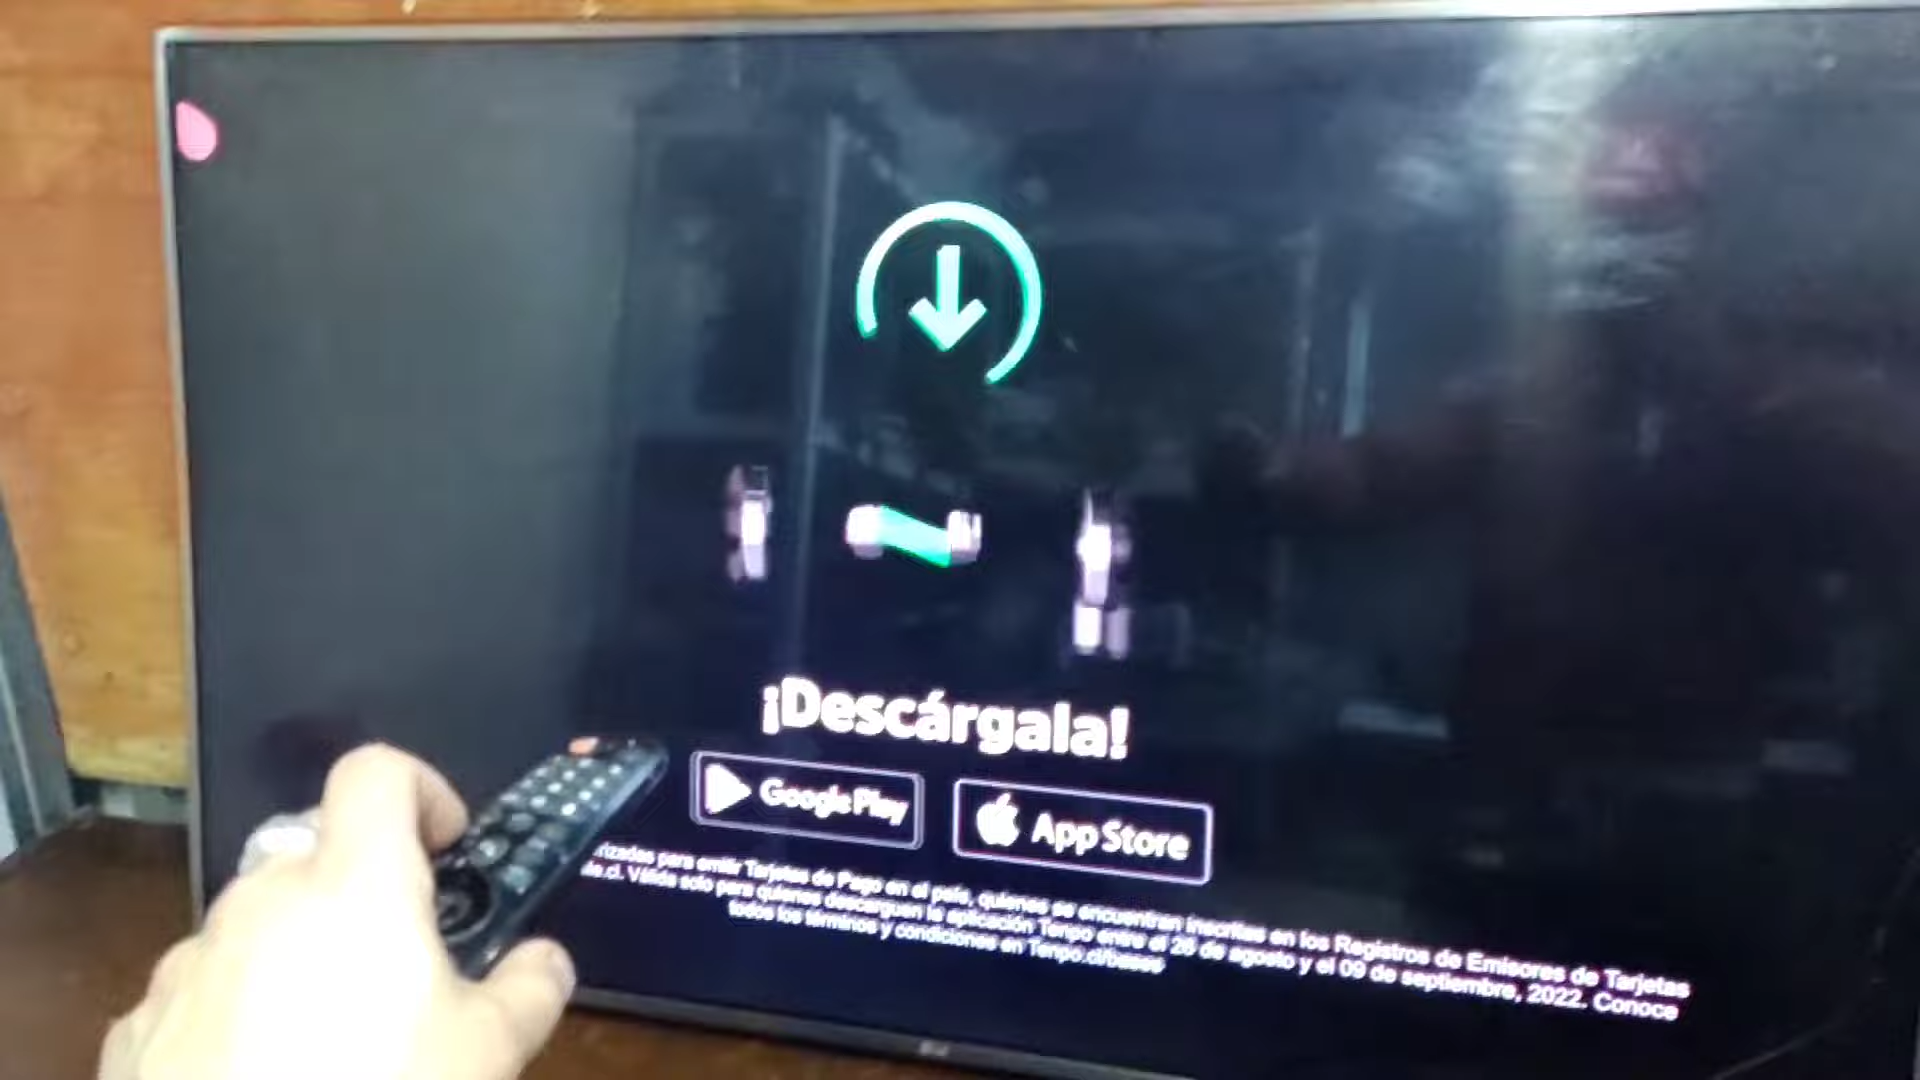 ¡Descárgala!
Google Play
App Store
para emitir Tarjetas de Pago en el país, quienes se encuentran inscritas en los Registros de Emisores de Tarjetas
Válida solo para quienes descarguen la aplicación Tenpo entre el 26 de agosto y el 09 de septiembre, 2022. Conoce
todos los términos y condiciones en Tenpo.cl/bases